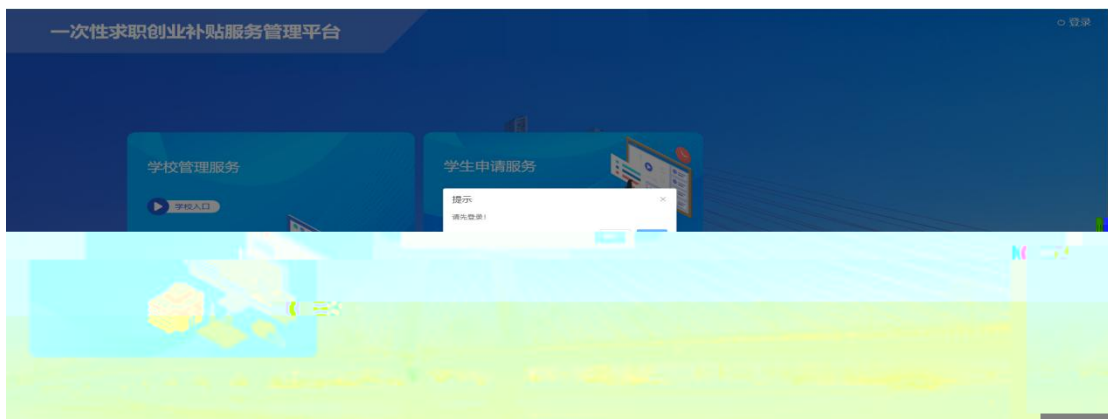 一次性求职创业补贴服务管理平台
登录
学校管理服务
学生申请服务
学校入口
提示
请先登录!